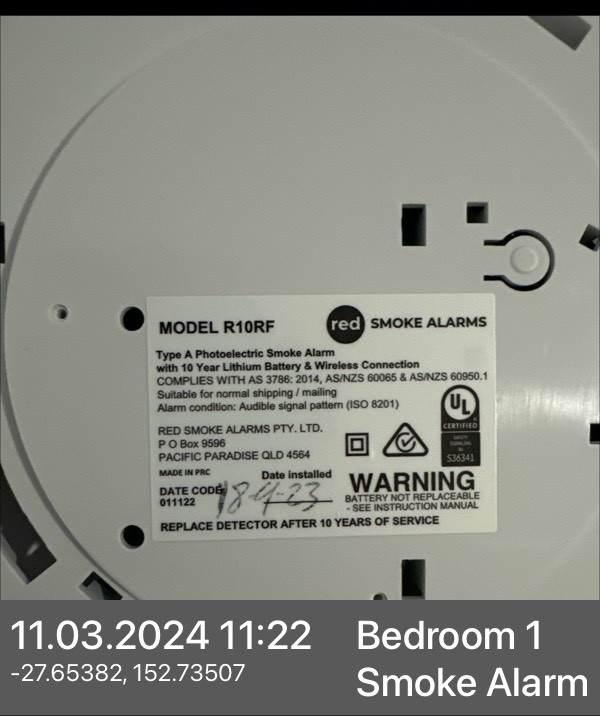 MODEL R10RF
red SMOKE ALARMS
Type A Photoelectric Smoke Alarm
with 10 Year Lithium Battery & Wireless Connection
COMPLIES WITH AS 3786: 2014, AS/NZS 60065 & AS/NZS 60950.1
Suitable for normal shipping / mailing
Alarm condition: Audible signal pattern (ISO 8201)
UL
CERTIFIED
SAFETY
SIGNALING
AU
S36341
RED SMOKE ALARMS PTY. LTD.
P O Box 9596
PACIFIC PARADISE QLD 4564
MADE IN PRC
Date installed
DATE CODE:
011122
18-4-23
WARNING
BATTERY NOT REPLACEABLE
- SEE INSTRUCTION MANUAL
REPLACE DETECTOR AFTER 10 YEARS OF SERVICE
11.03.2024 11:22
-27.65382, 152.73507
Bedroom 1
Smoke Alarm